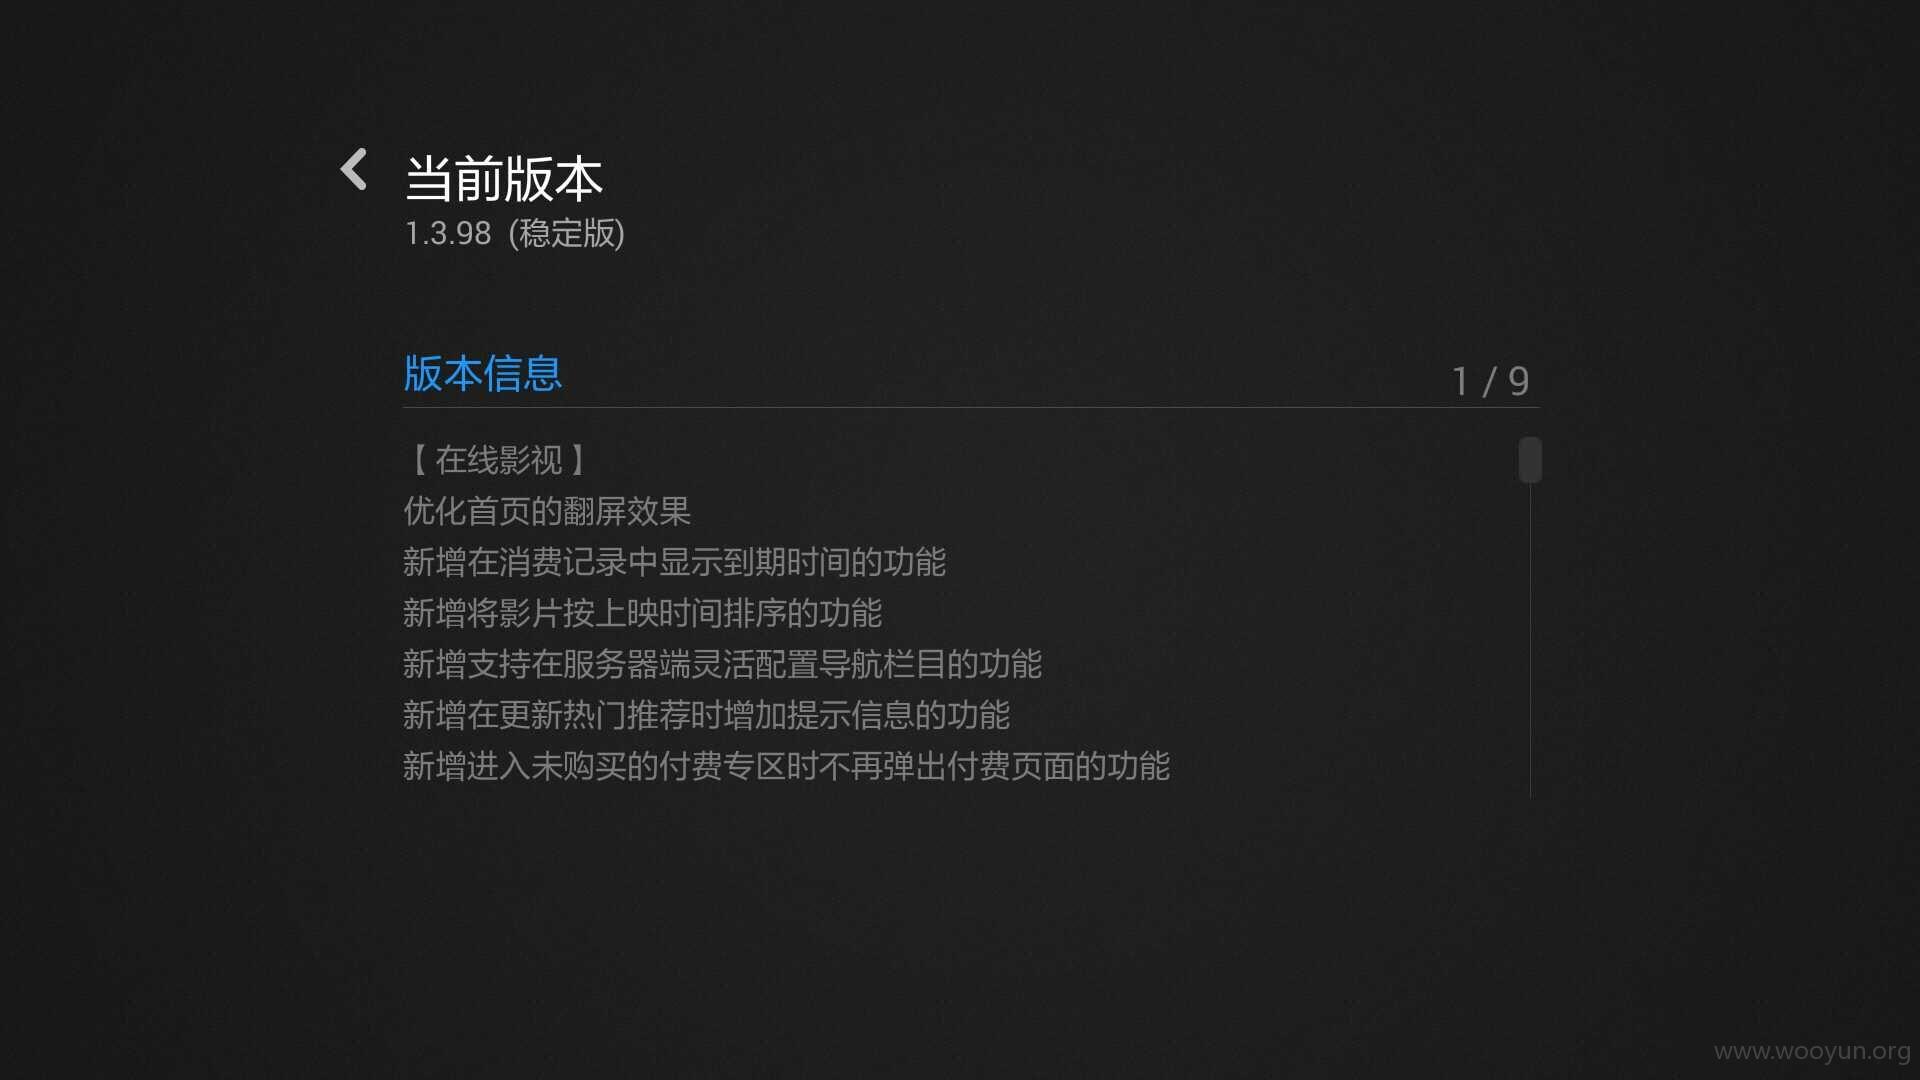 当前版本
1.3.98 (稳定版)
版本信息
1 / 9
【 在线影视 】
优化首页的翻屏效果
新增在消费记录中显示到期时间的功能
新增将影片按上映时间排序的功能
新增支持在服务器端灵活配置导航栏目的功能
新增在更新热门推荐时增加提示信息的功能
新增进入未购买的付费专区时不再弹出付费页面的功能
www.wooyun.org